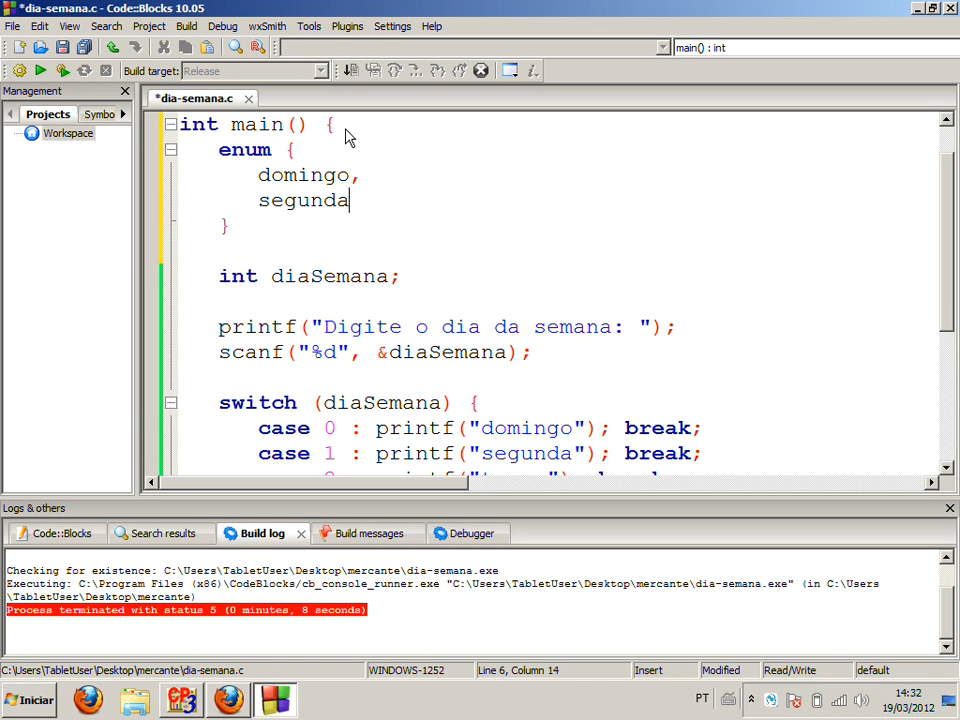 *dia-semana.c - Code::Blocks 10.05
File Edit View Search Project Build Debug wxSmith Tools Plugins Settings Help
main() : int
Build target: Release
Management
*dia-semana.c
Projects Symbo
Workspace
int main() {
enum {
domingo,
segunda
}
int diaSemana;
printf("Digite o dia da semana: ");
scanf("%d", &diaSemana);
switch (diaSemana) {
case 0 : printf("domingo"); break;
case 1 : printf("segunda"); break;
Logs & others
Code::Blocks Search results Build log Build messages Debugger
Checking for existence: C:\Users\TabletUser\Desktop\mercante\dia-semana.exe
Executing: C:\Program Files (x86)\CodeBlocks/cb_console_runner.exe "C:\Users\TabletUser\Desktop\mercante\dia-semana.exe" (in C:\Users
\TabletUser\Desktop\mercante)
Process terminated with status 5 (0 minutes, 8 seconds)
C:\Users\TabletUser\Desktop\mercante\dia-semana.c WINDOWS-1252 Line 6, Column 14 Insert Modified Read/Write default
Iniciar PT 14:32
19/03/2012